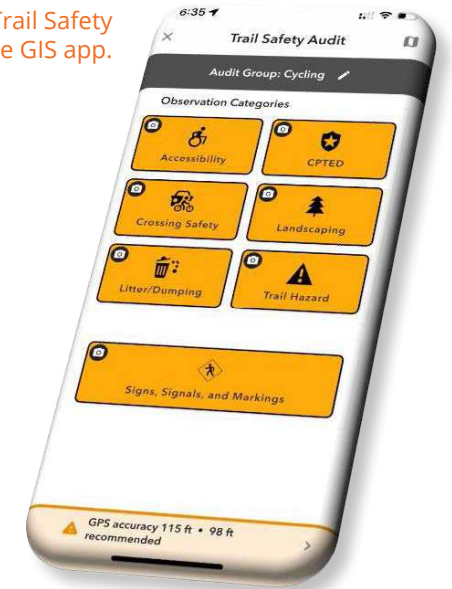 Trail Safety
e GIS app.
6:35
Trail Safety Audit
Audit Group: Cycling
Observation Categories
Accessibility
CPTED
Crossing Safety
Landscaping
Litter/Dumping
Trail Hazard
Signs, Signals, and Markings
GPS accuracy 115 ft • 98 ft
recommended